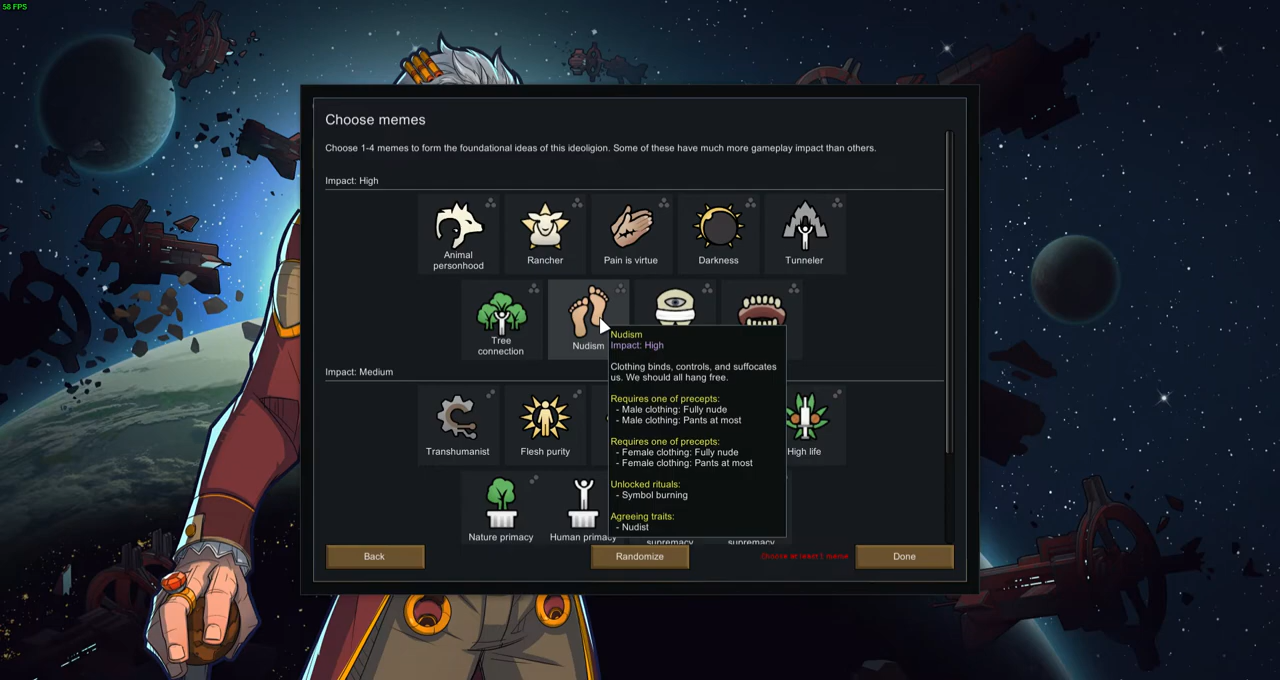 58 FPS
Choose memes
Choose 1-4 memes to form the foundational ideas of this ideoligion. Some of these have much more gameplay impact than others.
Impact: High
Animal personhood
Rancher
Pain is virtue
Darkness
Tunneler
Tree connection
Nudism
Nudism
Impact: High
Clothing binds, controls, and suffocates
us. We should all hang free.
Requires one of precepts:
- Male clothing: Fully nude
- Male clothing: Pants at most
Requires one of precepts:
- Female clothing: Fully nude
- Female clothing: Pants at most
Unlocked rituals:
- Symbol burning
Agreeing traits:
- Nudist
Impact: Medium
Transhumanist
Flesh purity
High life
Nature primacy
Human primacy
supremacy
supremacy
Back
Randomize
Choose at least 1 meme
Done